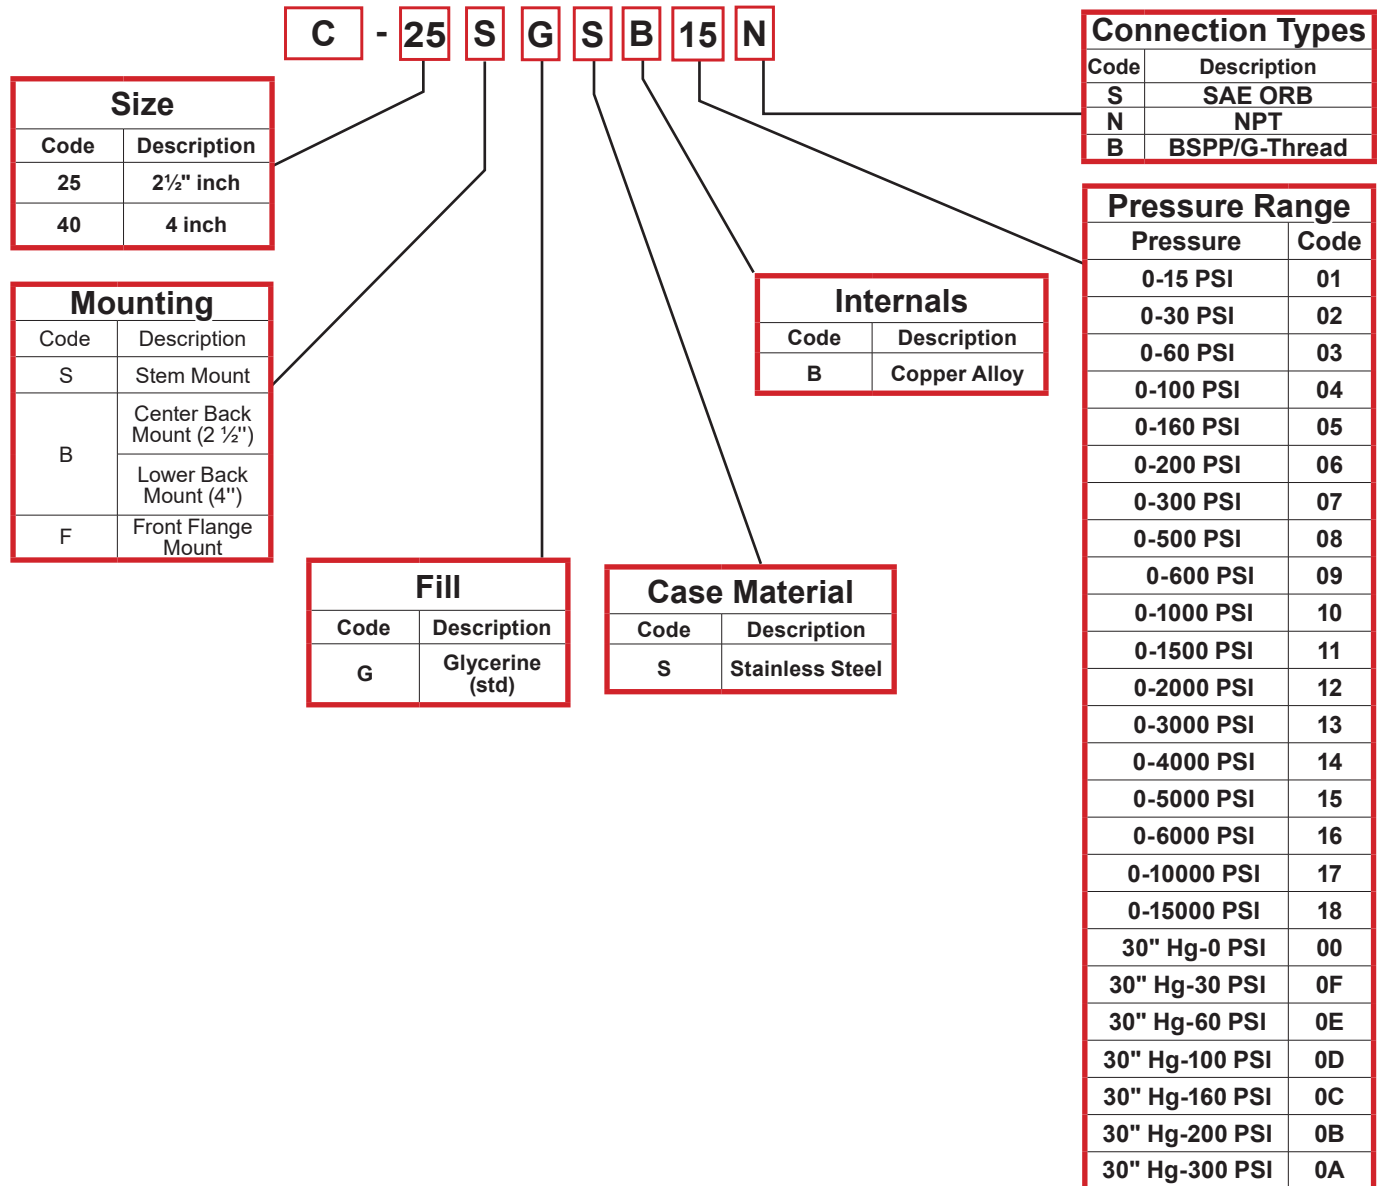 C - 25 S G S B 15 N
Size
Code Description
25 2½" inch
40 4 inch
Mounting
Code Description
S Stem Mount
B Center Back
Mount (2 ½")
Lower Back
Mount (4")
F Front Flange
Mount
Fill
Code Description
G Glycerine
(std)
Case Material
Code Description
S Stainless Steel
Internals
Code Description
B Copper Alloy
Connection Types
Code Description
S SAE ORB
N NPT
B BSPP/G-Thread
Pressure Range
Pressure Code
0-15 PSI 01
0-30 PSI 02
0-60 PSI 03
0-100 PSI 04
0-160 PSI 05
0-200 PSI 06
0-300 PSI 07
0-500 PSI 08
0-600 PSI 09
0-1000 PSI 10
0-1500 PSI 11
0-2000 PSI 12
0-3000 PSI 13
0-4000 PSI 14
0-5000 PSI 15
0-6000 PSI 16
0-10000 PSI 17
0-15000 PSI 18
30" Hg-0 PSI 00
30" Hg-30 PSI 0F
30" Hg-60 PSI 0E
30" Hg-100 PSI 0D
30" Hg-160 PSI 0C
30" Hg-200 PSI 0B
30" Hg-300 PSI 0A